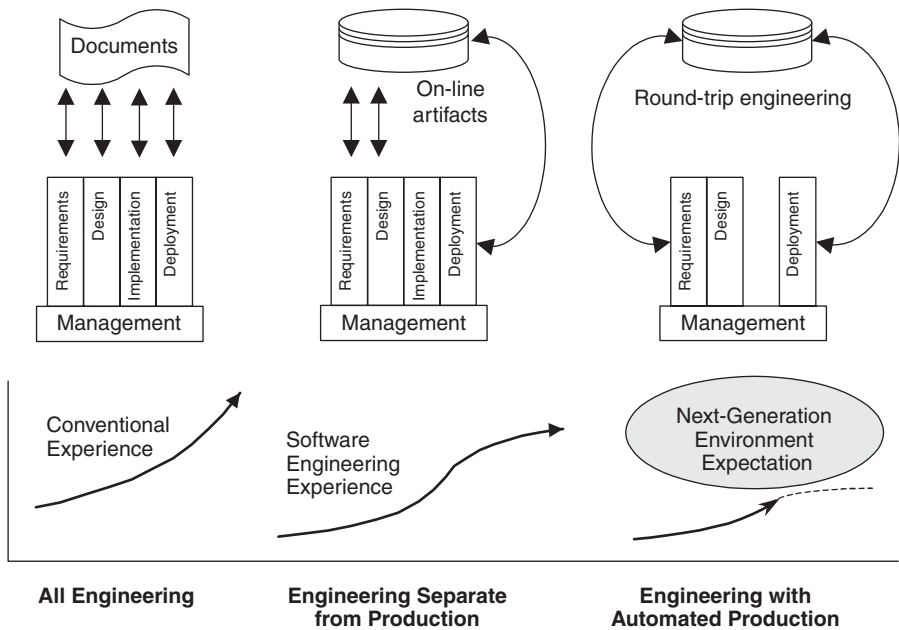 Documents
On-line
artifacts
Round-trip engineering
Requirements
Design
Implementation
Deployment
Management
Requirements
Design
Implementation
Deployment
Management
Requirements
Design
Deployment
Management
Conventional
Experience
Software
Engineering
Experience
Next-Generation
Environment
Expectation
All Engineering
Engineering Separate
from Production
Engineering with
Automated Production